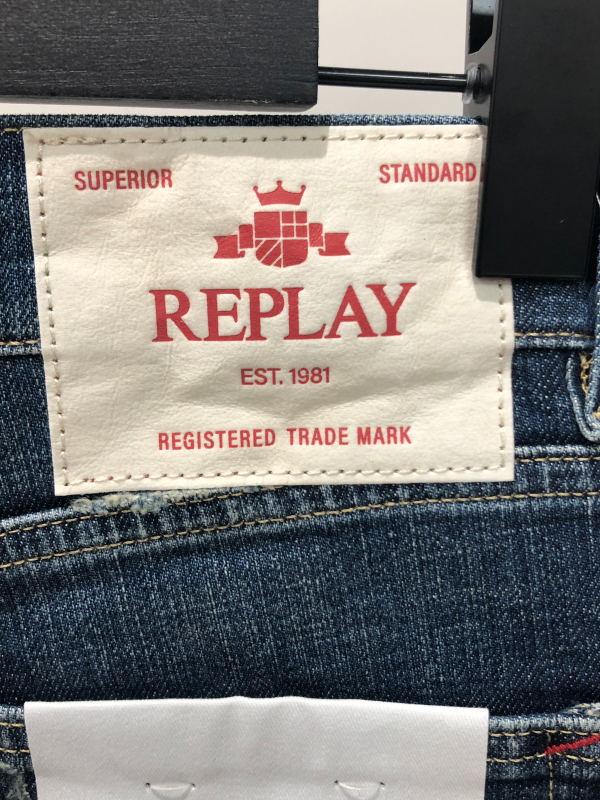 SUPERIOR STANDARD
REPLAY
EST. 1981
REGISTERED TRADE MARK